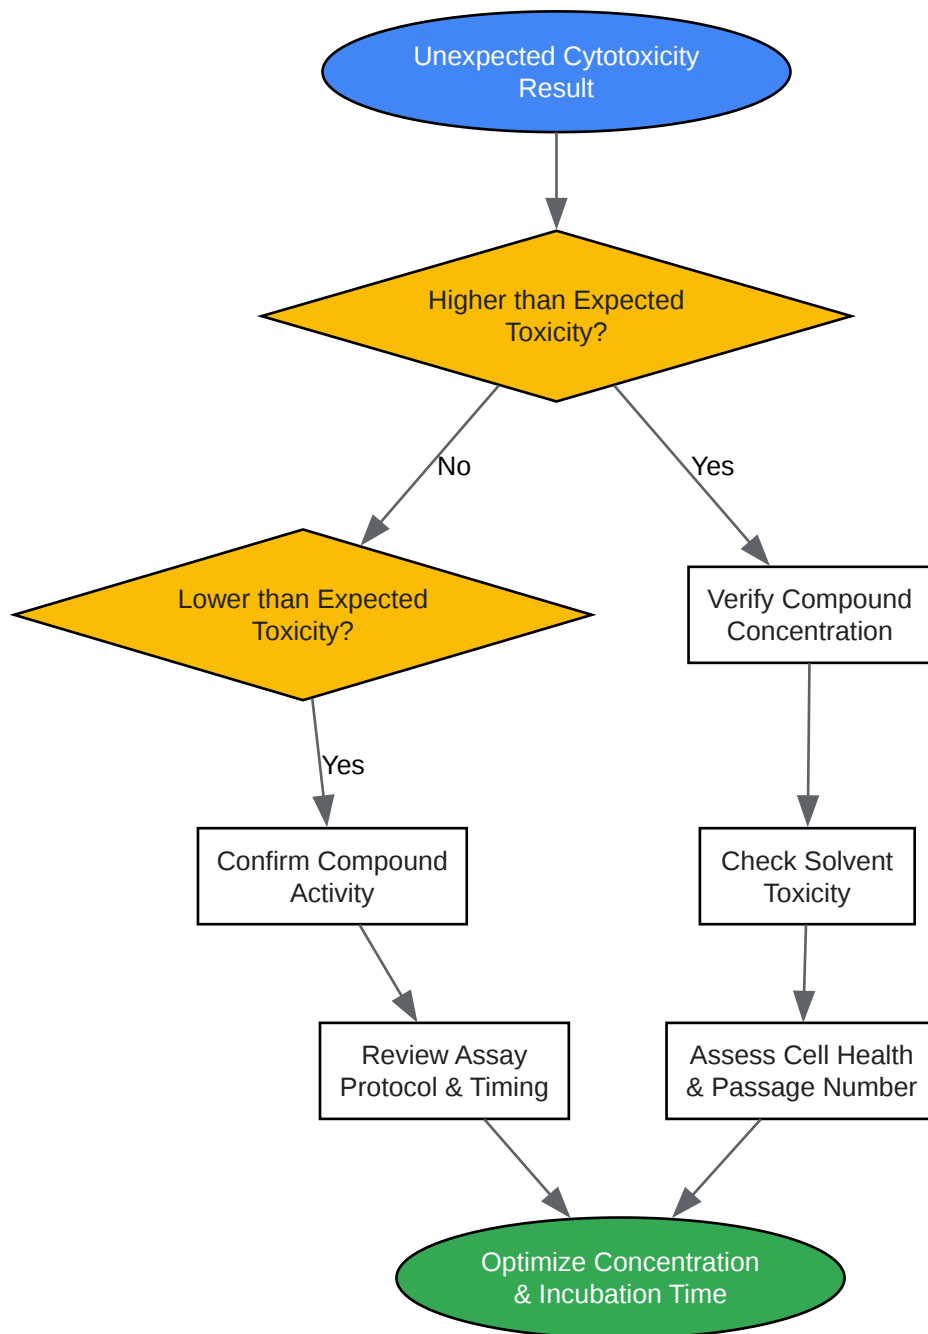 Unexpected Cytotoxicity
Result
Higher than Expected
Toxicity?
No
Yes
Lower than Expected
Toxicity?
Verify Compound
Concentration
Yes
Confirm Compound
Activity
Check Solvent
Toxicity
Review Assay
Protocol & Timing
Assess Cell Health
& Passage Number
Optimize Concentration
& Incubation Time